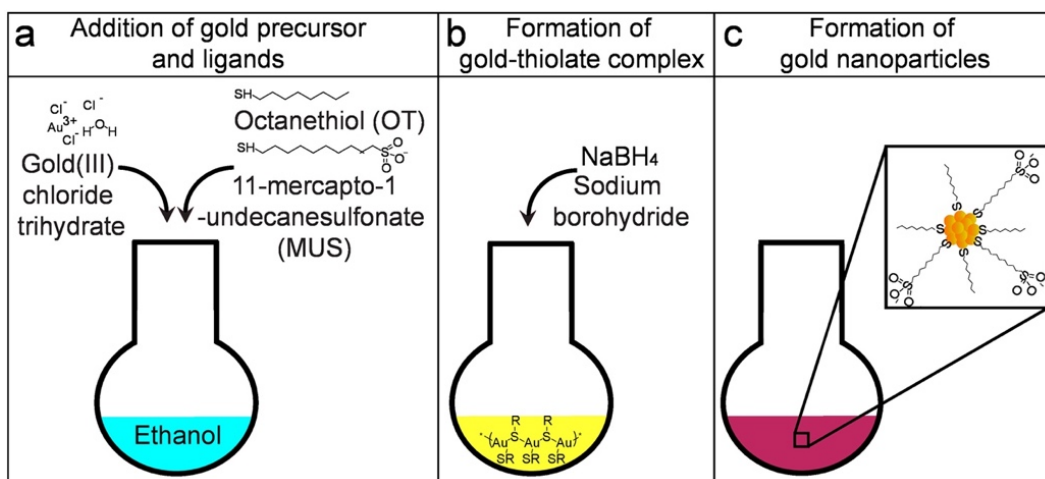 a
Addition of gold precursor
and ligands
Cl⁻
Cl⁻
Au³⁺
Cl⁻
H O H
Gold(III)
chloride
trihydrate
SH
Octanethiol (OT)
SH
O
S
O⁻
O
11-mercapto-1
-undecanesulfonate
(MUS)
Ethanol
b
Formation of
gold-thiolate complex
NaBH₄
Sodium
borohydride
R R
S S
Au Au Au
SR SR SR
c
Formation of
gold nanoparticles
O
S
O⁻
O
S
S
S
S
S
S
S
O
S
O⁻
O
O
S
O⁻
O